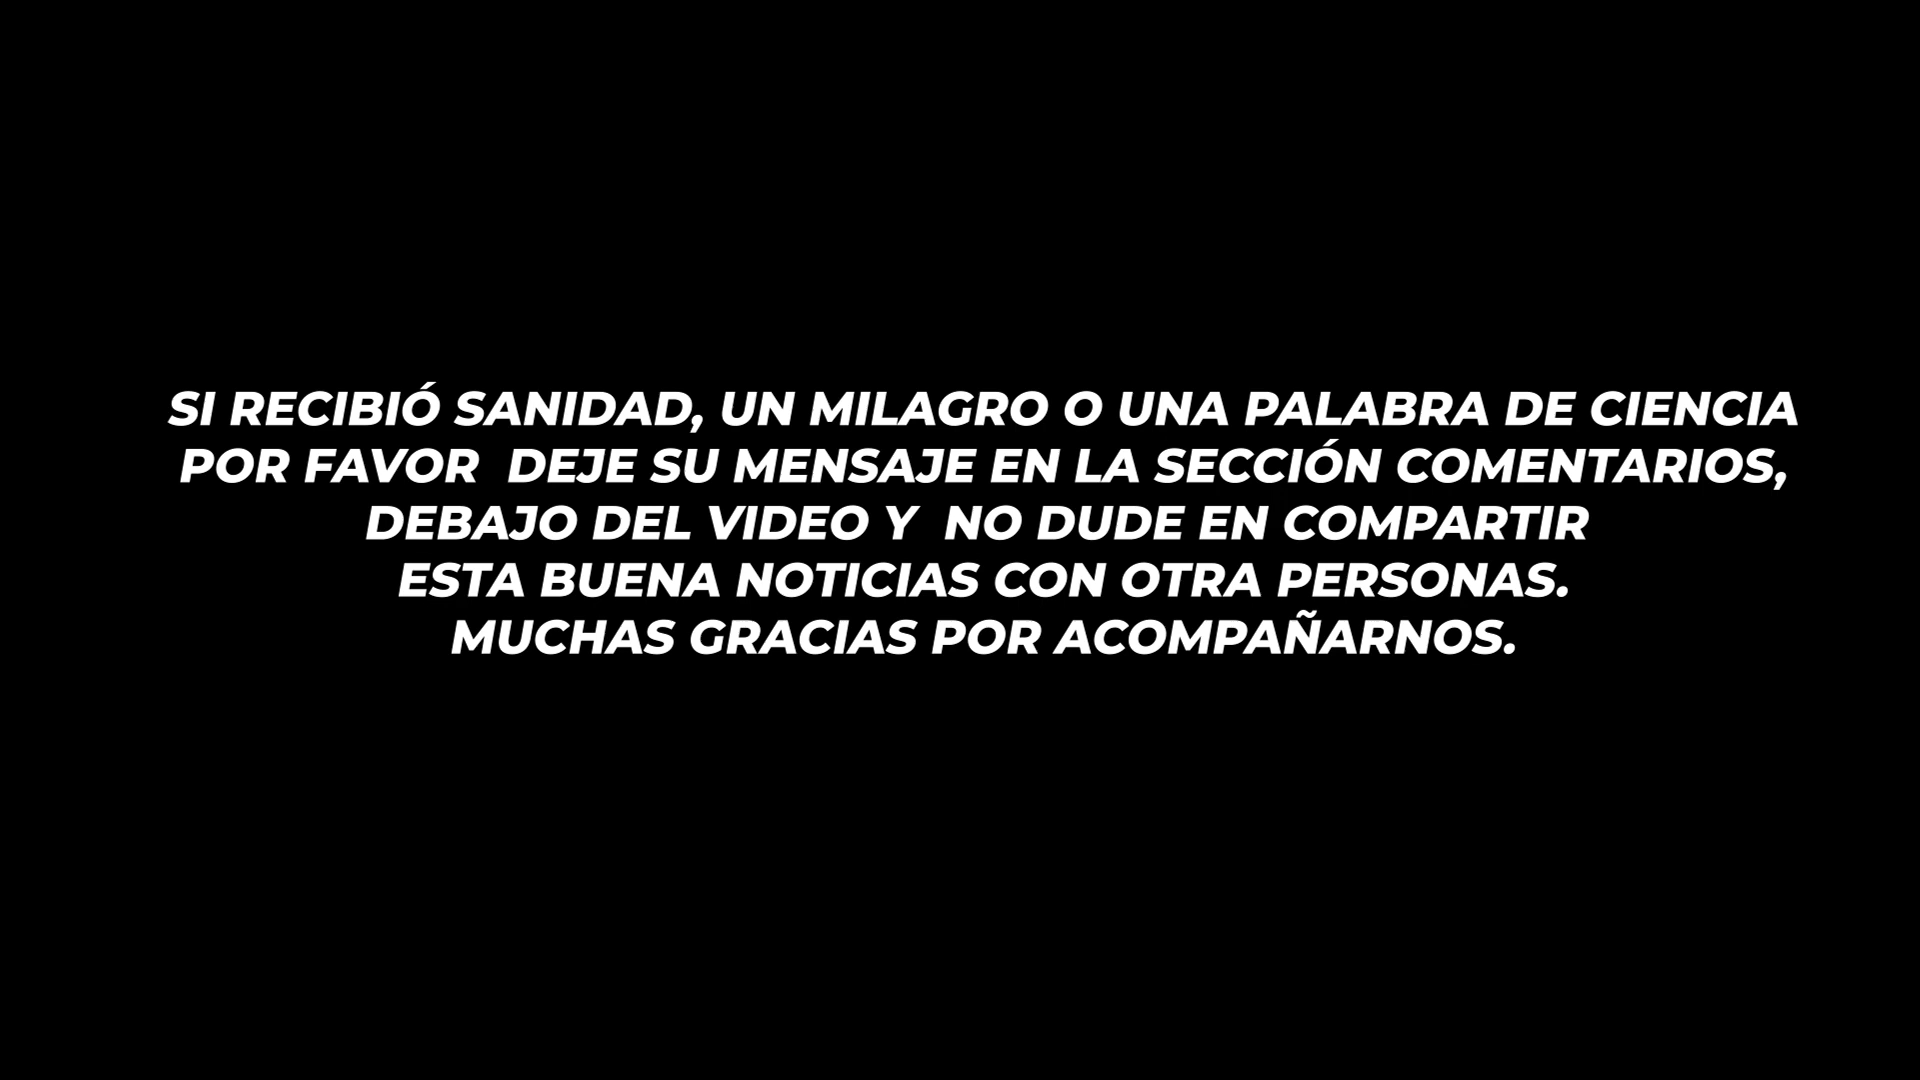 SI RECIBIÓ SANIDAD, UN MILAGRO O UNA PALABRA DE CIENCIA
POR FAVOR  DEJE SU MENSAJE EN LA SECCIÓN COMENTARIOS,
DEBAJO DEL VIDEO Y  NO DUDE EN COMPARTIR
ESTA BUENA NOTICIAS CON OTRA PERSONAS.
MUCHAS GRACIAS POR ACOMPAÑARNOS.